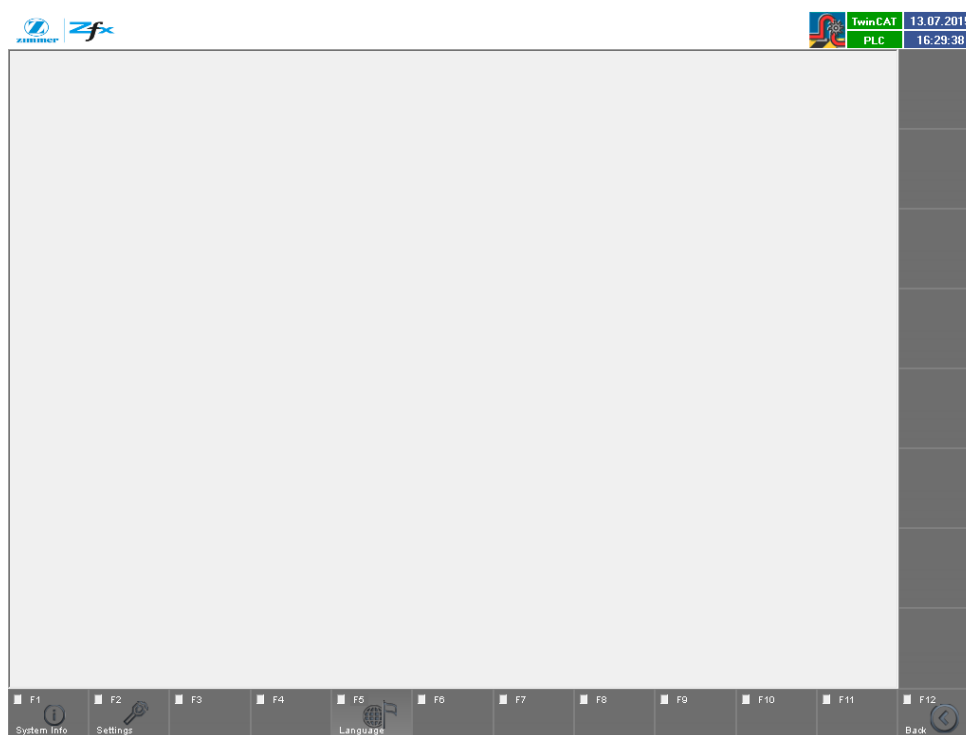 zimmer Zfx TwinCAT 13.07.2015
PLC 16:29:38
F1 F2 F3 F4 F5 F6 F7 F8 F9 F10 F11 F12
System Info Settings Language Back